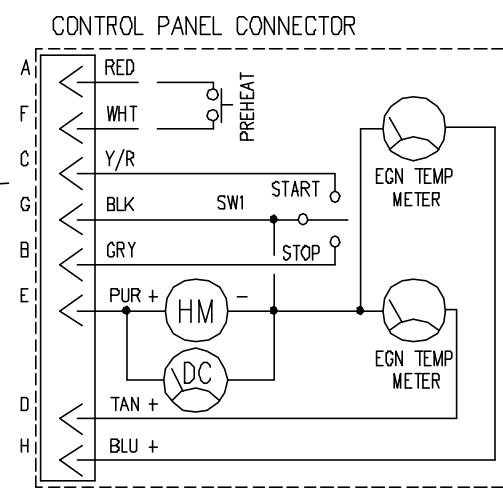 CONTROL PANEL CONNECTOR
A RED
F WHT
PREHEAT
C Y/R
START
G BLK SW1
B GRY STOP
EGN TEMP
METER
E PUR + HM -
DC
EGN TEMP
METER
D TAN +
H BLU +